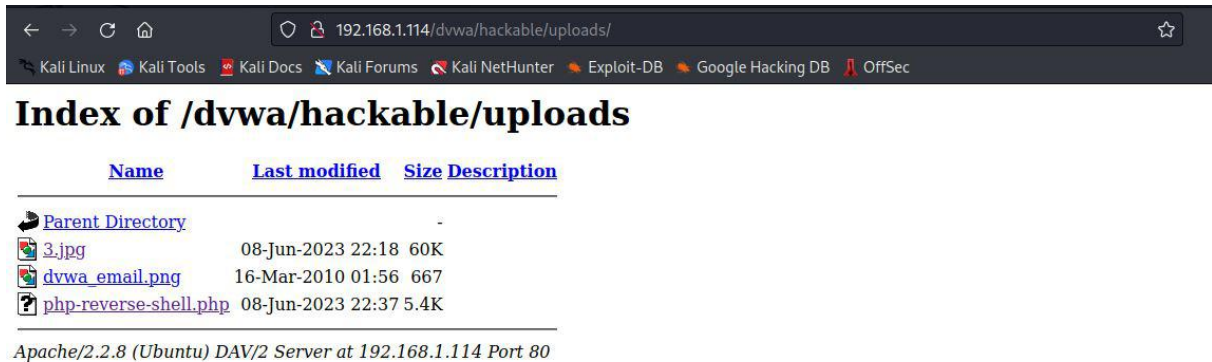 192.168.1.114/dvwa/hackable/uploads/
Kali Linux Kali Tools Kali Docs Kali Forums Kali NetHunter Exploit-DB Google Hacking DB OffSec
Index of /dvwa/hackable/uploads
Name Last modified Size Description
Parent Directory -
3.jpg 08-Jun-2023 22:18 60K
dvwa_email.png 16-Mar-2010 01:56 667
php-reverse-shell.php 08-Jun-2023 22:37 5.4K
Apache/2.2.8 (Ubuntu) DAV/2 Server at 192.168.1.114 Port 80